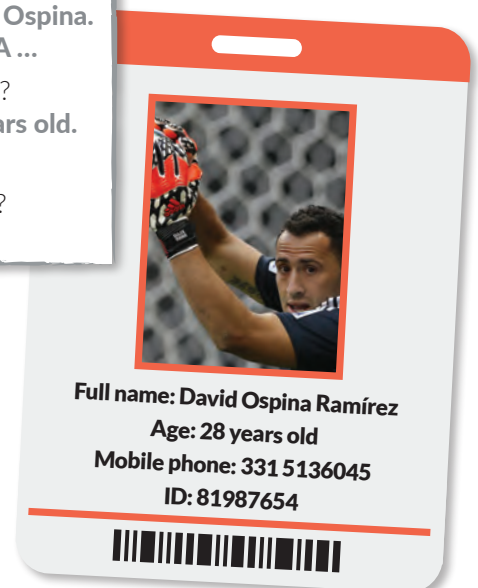 Ospina.
A ...
?
ars old.
?
Full name: David Ospina Ramírez
Age: 28 years old
Mobile phone: 331 5136045
ID: 81987654